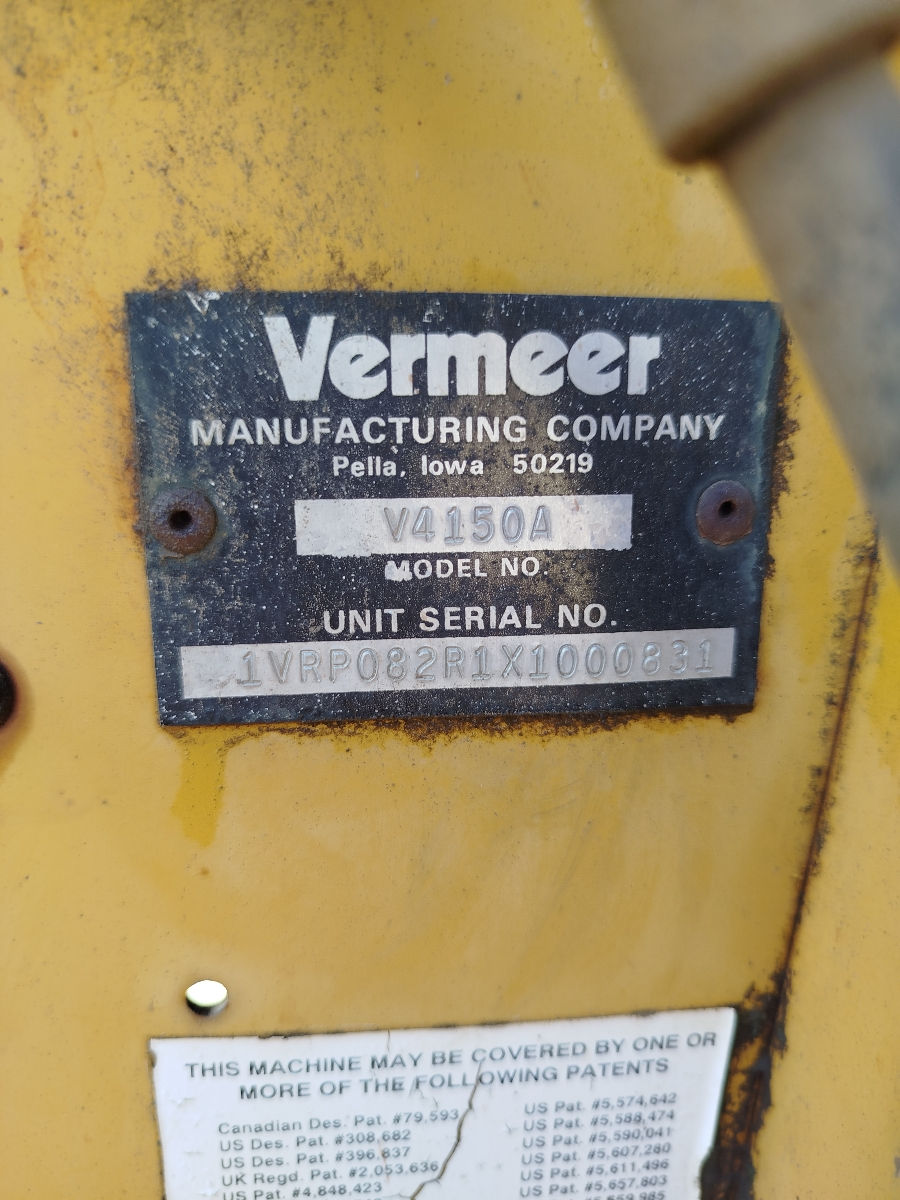 Vermeer
MANUFACTURING COMPANY
Pella, Iowa 50219
V4150A
MODEL NO.
UNIT SERIAL NO.
1VRP082R1X1000831
THIS MACHINE MAY BE COVERED BY ONE OR
MORE OF THE FOLLOWING PATENTS
Canadian Des. Pat. #79,593
US Des. Pat. #308,682
US Des. Pat. #396,837
UK Regd. Pat. #2,053,636
US Pat. #4,848,423
US Pat. #5,574,642
US Pat. #5,588,474
US Pat. #5,590,041
US Pat. #5,607,280
US Pat. #5,611,496
US Pat. #5,657,803